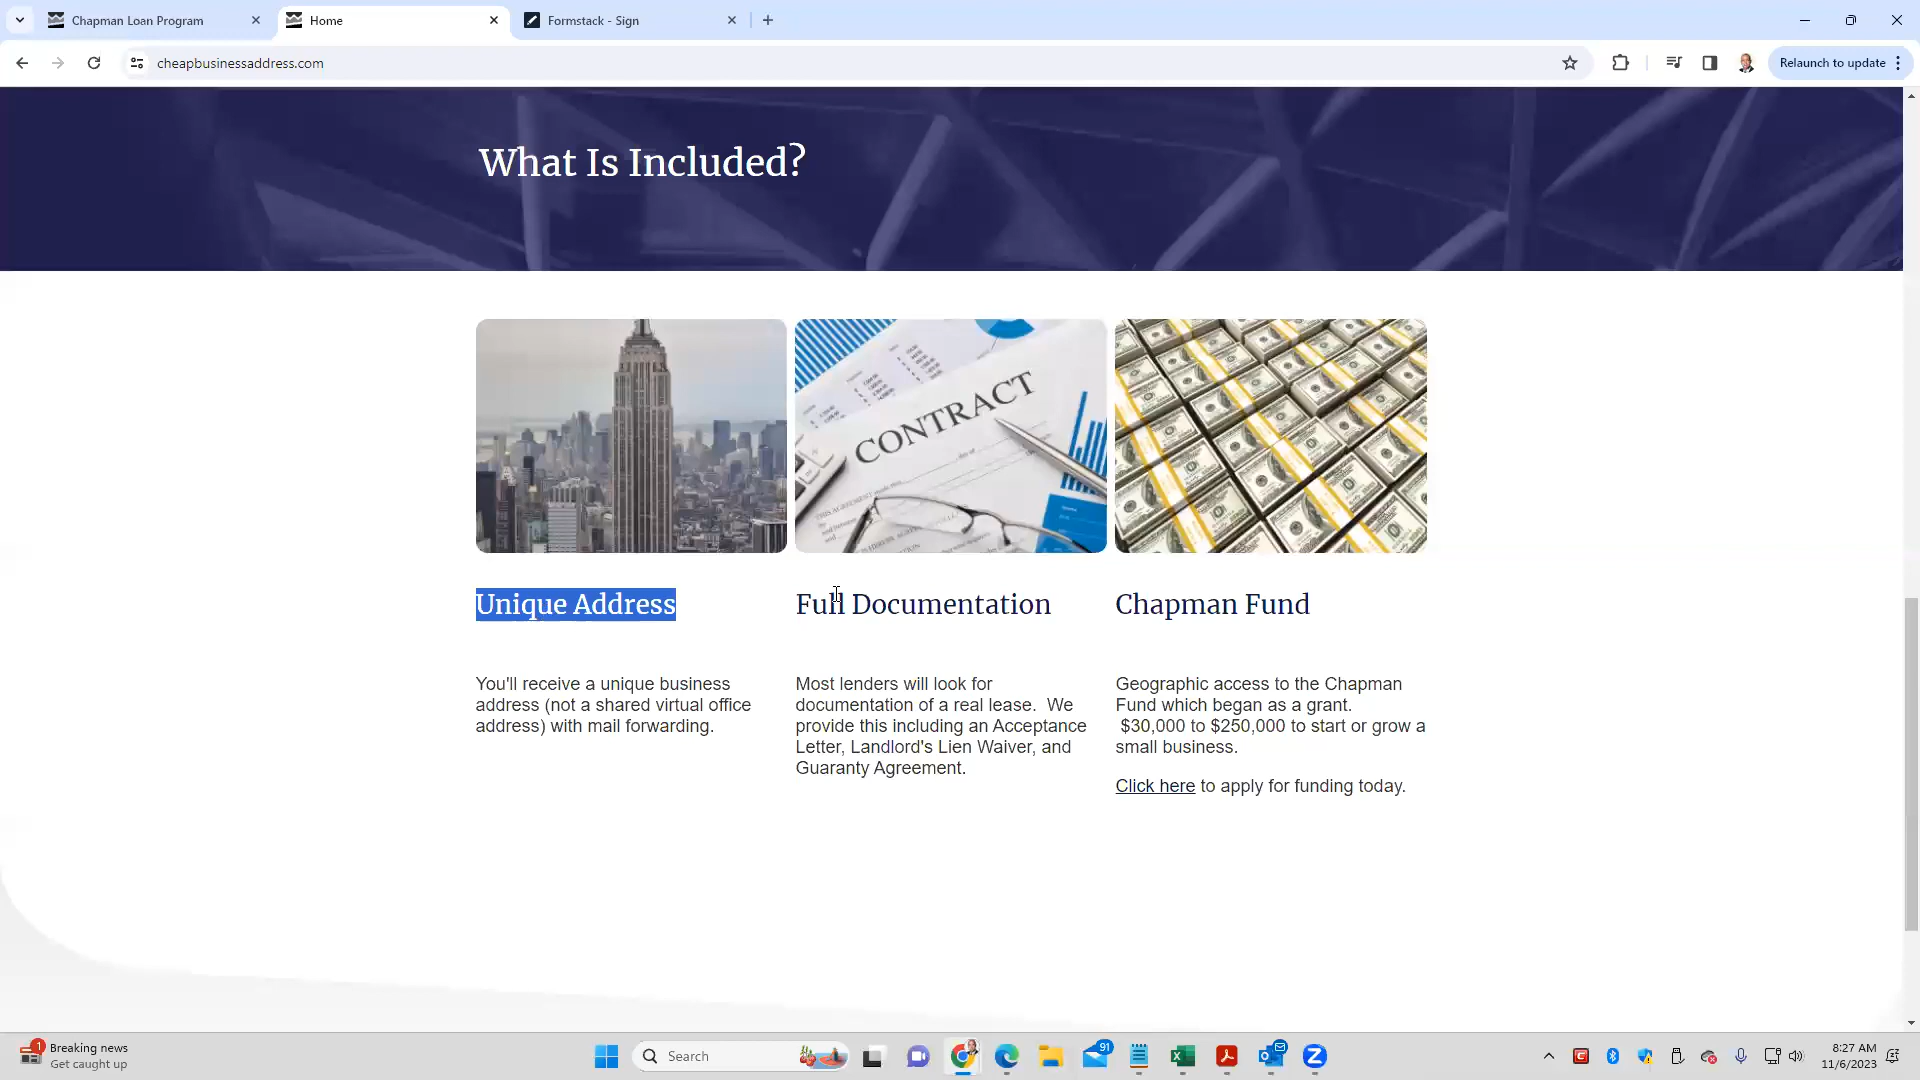 Chapman Loan Program
Home
Formstack - Sign
cheapbusinessaddress.com
Relaunch to update
What Is Included?
CONTRACT
Unique Address
You'll receive a unique business
address (not a shared virtual office
address) with mail forwarding.
Full Documentation
Most lenders will look for
documentation of a real lease.  We
provide this including an Acceptance
Letter, Landlord's Lien Waiver, and
Guaranty Agreement.
Chapman Fund
Geographic access to the Chapman
Fund which began as a grant.
$30,000 to $250,000 to start or grow a
small business.
Click here to apply for funding today.
1
Breaking news
Get caught up
Search
91
8:27 AM
11/6/2023